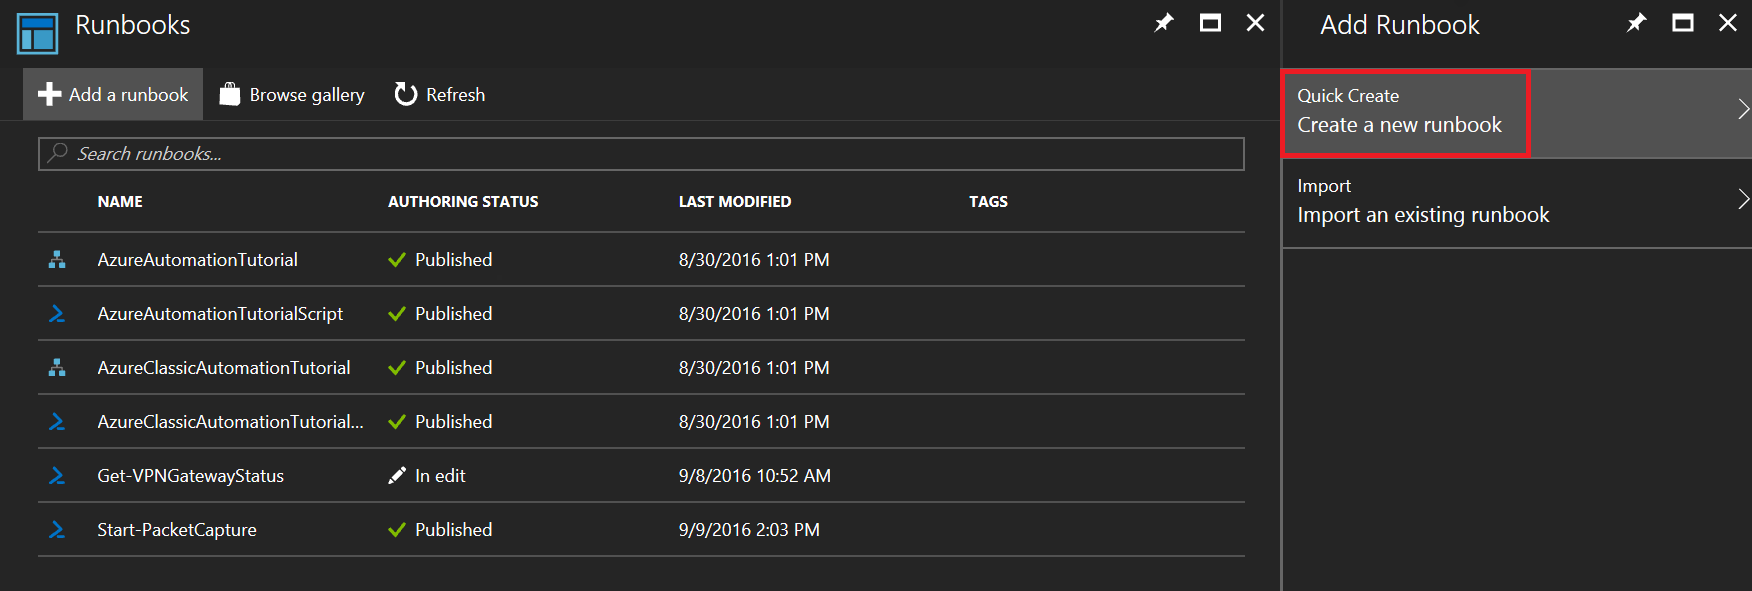 Runbooks
Add a runbook Browse gallery Refresh
Search runbooks...
NAME AUTHORING STATUS LAST MODIFIED TAGS
AzureAutomationTutorial Published 8/30/2016 1:01 PM
AzureAutomationTutorialScript Published 8/30/2016 1:01 PM
AzureClassicAutomationTutorial Published 8/30/2016 1:01 PM
AzureClassicAutomationTutorial... Published 8/30/2016 1:01 PM
Get-VPNGatewayStatus In edit 9/8/2016 10:52 AM
Start-PacketCapture Published 9/9/2016 2:03 PM
Add Runbook
Quick Create
Create a new runbook
Import
Import an existing runbook